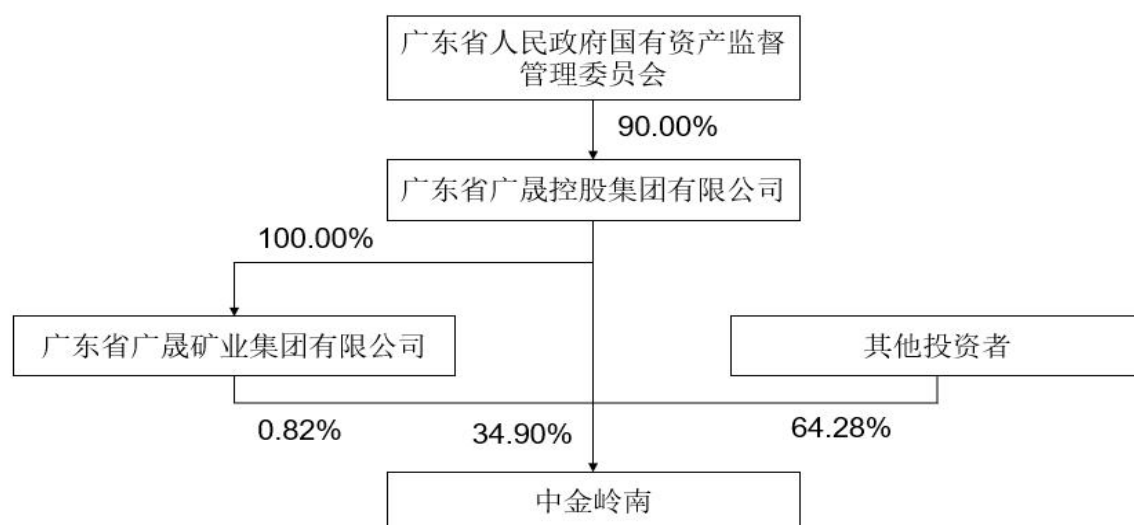 广东省人民政府国有资产监督
管理委员会
90.00%
广东省广晟控股集团有限公司
100.00%
广东省广晟矿业集团有限公司
其他投资者
0.82%
34.90%
64.28%
中金岭南